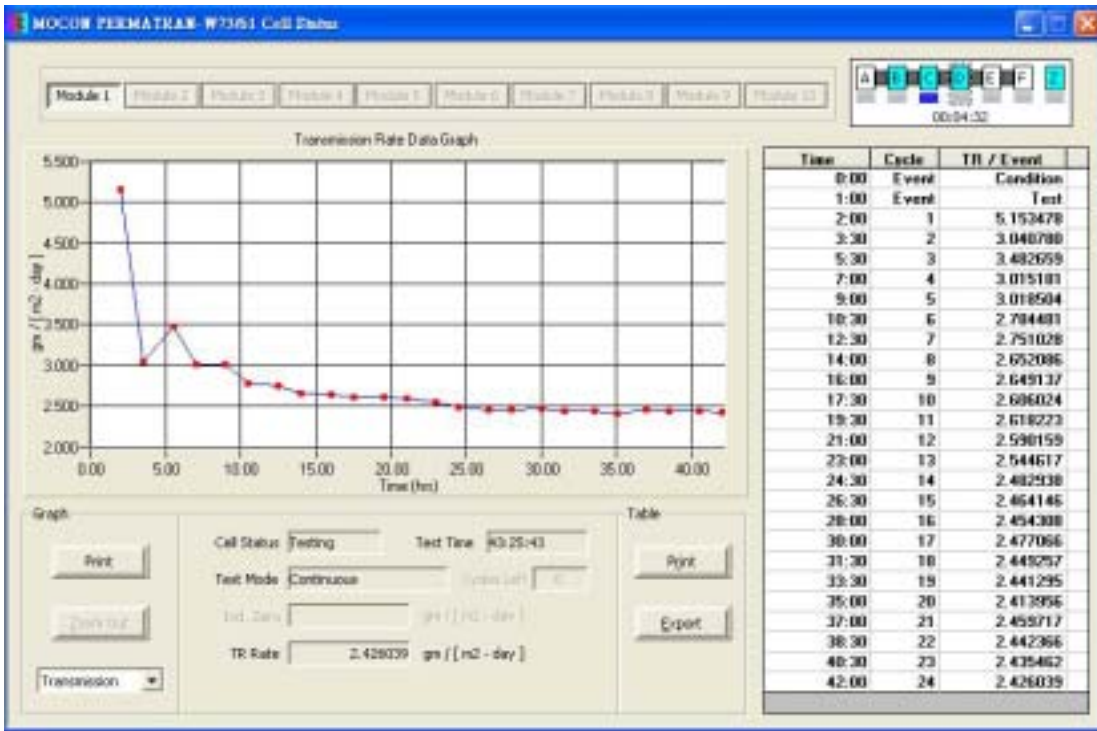 MOCON PERMATRAN-W73/61 Cell Status
Module 1 Module 2 Module 3 Module 4 Module 5 Module 6 Module 7 Module 8 Module 9 Module 10
A B C D E F Z
00:04:32
Transmission Rate Data Graph
gm / [ m2 - day ]
5.500
5.000
4.500
4.000
3.500
3.000
2.500
2.000
0.00 5.00 10.00 15.00 20.00 25.00 30.00 35.00 40.00
Time (hrs)
Time Cycle TR / Event
0:00 Event Condition
1:00 Event Test
2:00 1 5.153478
3:30 2 3.040780
5:30 3 3.482659
7:00 4 3.015181
9:00 5 3.018504
10:30 6 2.784481
12:30 7 2.751028
14:00 8 2.652086
16:00 9 2.649137
17:30 10 2.606024
19:30 11 2.618223
21:00 12 2.598159
23:00 13 2.544617
24:30 14 2.482938
26:30 15 2.464146
28:00 16 2.454308
30:00 17 2.477066
31:30 18 2.449257
33:30 19 2.441295
35:00 20 2.413956
37:00 21 2.459717
38:30 22 2.442366
40:30 23 2.435462
42:00 24 2.426039
Graph
Print
Zoom Out
Transmission
Cell Status Testing Test Time 43:25:43
Test Mode Continuous Cycles Left
Ind. Zero gm / [ m2 - day ]
TR Rate 2.426039 gm / [ m2 - day ]
Table
Print
Export